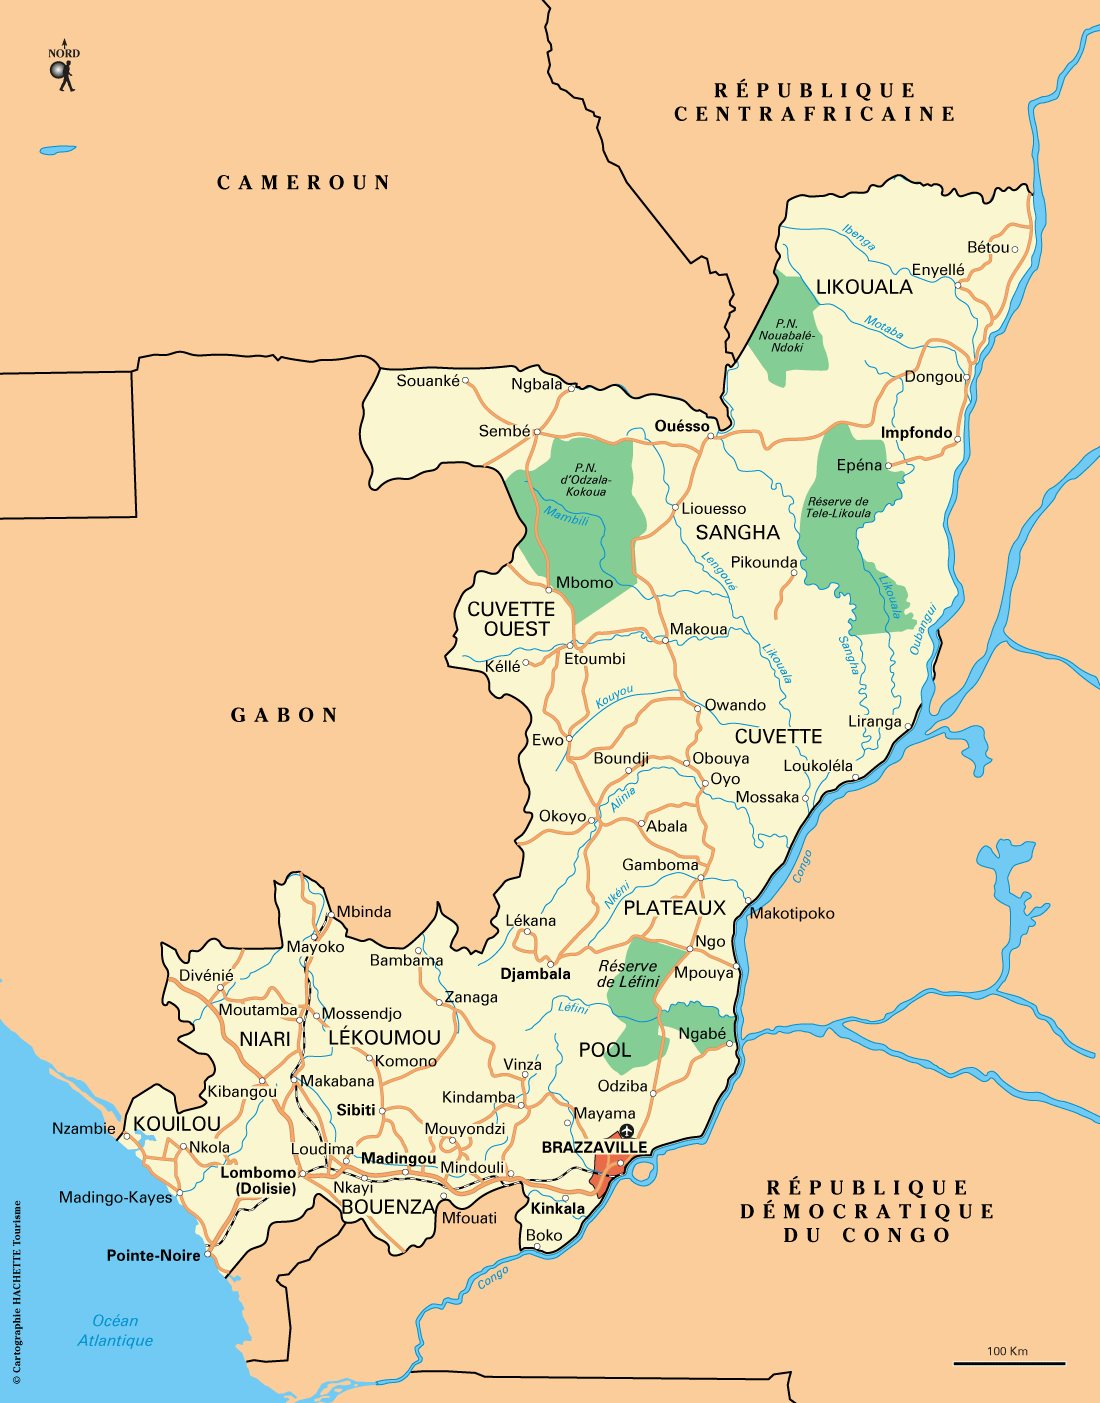 NORD
RÉPUBLIQUE
CENTRAFRICAINE
CAMEROUN
Ibenga
Bétou
Enyellé
LIKOUALA
P.N.
Nouabalé-
Ndoki
Motaba
Dongou
Souanké
Ngbala
Sembé
Ouésso
Impfondo
Epéna
P.N.
d'Odzala-
Kokoua
Mambili
Liouesso
Réserve de
Tele-Likoula
SANGHA
Lengoué
Pikounda
Mbomo
Likouala
CUVETTE
OUEST
Makoua
Oubangui
Sangha
Likouala
Kéllé
Etoumbi
Kouyou
Owando
GABON
Liranga
Ewo
CUVETTE
Boundji
Obouya
Loukoléla
Oyo
Alinia
Mossaka
Okoyo
Abala
Gamboma
Congo
Nkéni
PLATEAUX
Makotipoko
Mbinda
Lékana
Mayoko
Ngo
Bambama
Djambala
Réserve
de Léfini
Mpouya
Divénié
Zanaga
Moutamba
Mossendjo
Léfini
NIARI
LÉKOUMOU
Ngabé
POOL
Komono
Vinza
Makabana
Kibangou
Odziba
Kindamba
Sibiti
Mayama
KOUILOU
Nzambie
Mouyondzi
Nkola
Loudima
BRAZZAVILLE
Madingou
Mindouli
Lombomo
(Dolisie)
Nkayi
Madingo-Kayes
BOUENZA
Kinkala
Mfouati
RÉPUBLIQUE
DÉMOCRATIQUE
DU CONGO
Boko
Pointe-Noire
Congo
Océan
Atlantique
100 Km
© Cartographie HACHETTE Tourisme